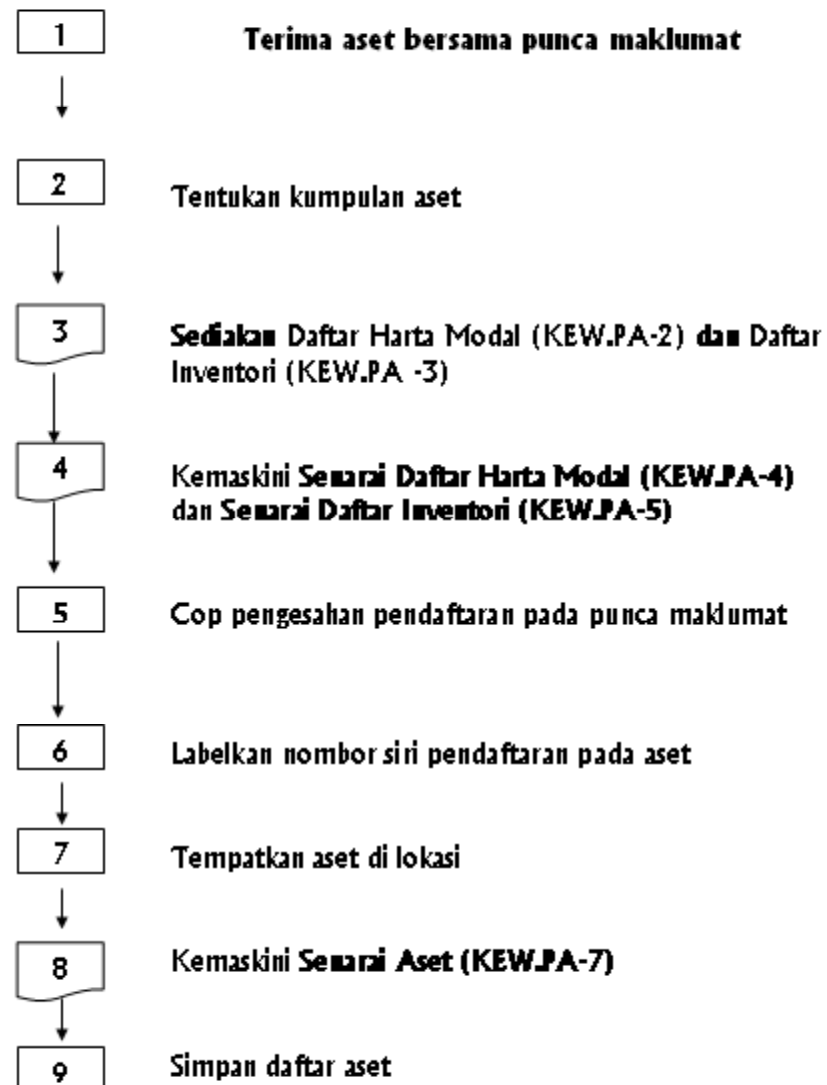 1 Terima aset bersama punca maklumat
2 Tentukan kumpulan aset
3 Sediakan Daftar Harta Modal (KEW.PA-2) dan Daftar
Inventori (KEW.PA -3)
4 Kemaskini Senarai Daftar Harta Modal (KEW.PA-4)
dan Senarai Daftar Inventori (KEW.PA-5)
5 Cop pengesahan pendaftaran pada punca maklumat
6 Labelkan nombor siri pendaftaran pada aset
7 Tempatkan aset di lokasi
8 Kemaskini Senarai Aset (KEW.PA-7)
9 Simpan daftar aset